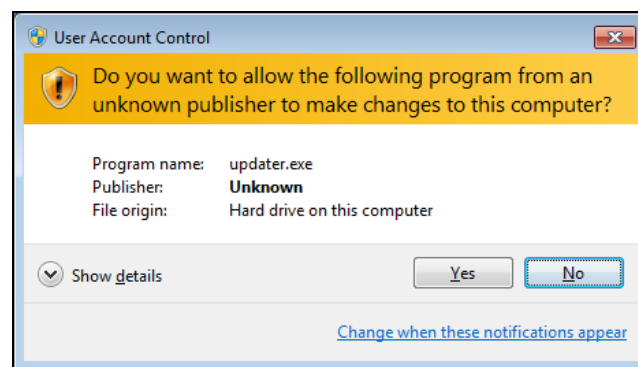 User Account Control
Do you want to allow the following program from an
unknown publisher to make changes to this computer?
Program name: updater.exe
Publisher: Unknown
File origin: Hard drive on this computer
Show details
Yes
No
Change when these notifications appear